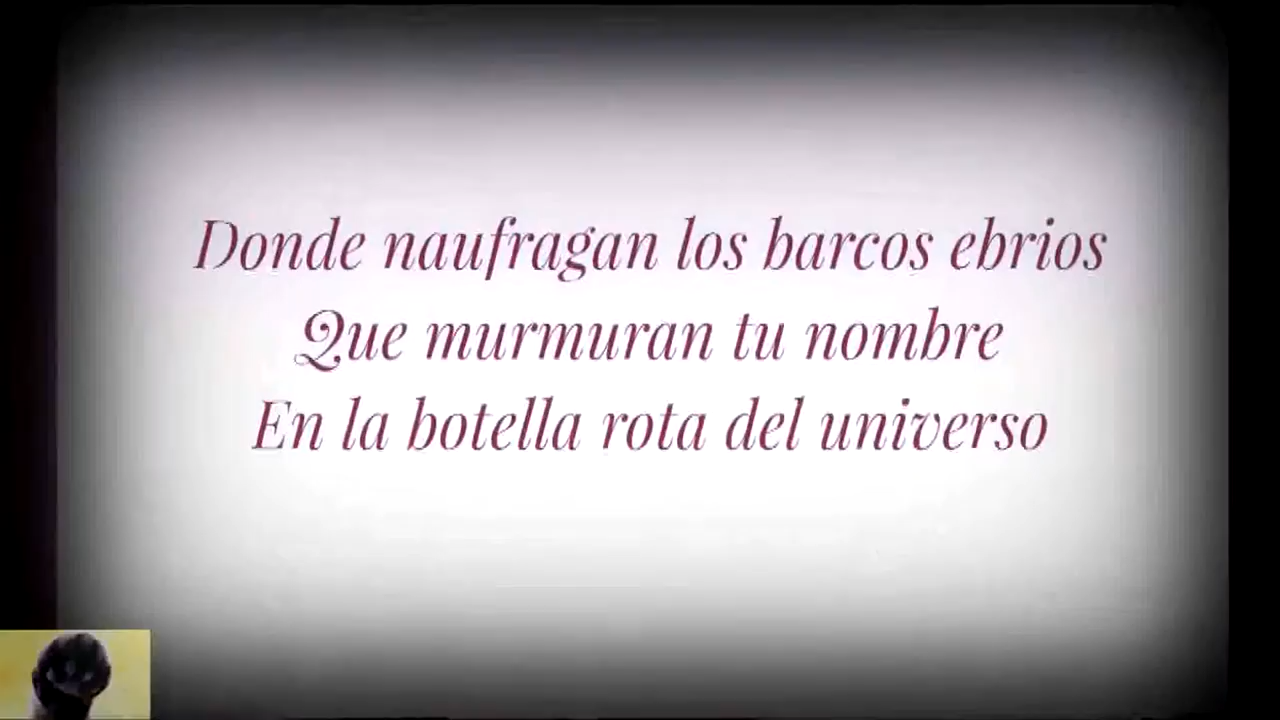 Donde naufragan los barcos ebrios
Que murmuran tu nombre
En la botella rota del universo